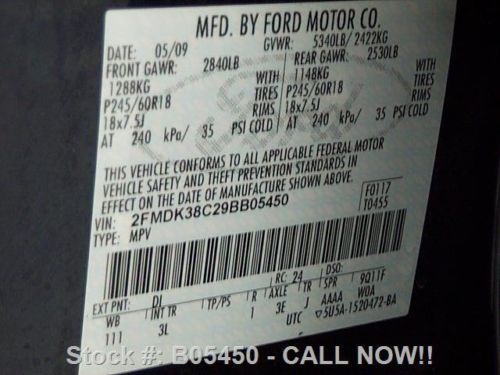 MFD. BY FORD MOTOR CO.
DATE: 05/09 GVWR: 5340LB/ 2422KG
FRONT GAWR: 2840LB REAR GAWR: 2530LB
1288KG WITH 1148KG WITH
P245/60R18 TIRES P245/60R18 TIRES
18x7.5J RIMS 18x7.5J RIMS
AT 240 kPa/ 35 PSI COLD AT 240 kPa/ 35 PSI COLD
THIS VEHICLE CONFORMS TO ALL APPLICABLE FEDERAL MOTOR
VEHICLE SAFETY AND THEFT PREVENTION STANDARDS IN
EFFECT ON THE DATE OF MANUFACTURE SHOWN ABOVE.
VIN: 2FMDK38C29BB05450 F0117
TYPE: MPV T0455
EXT PNT: DJ RC: 24 DSO:
WB INT TR TP/PS R AXLE TR SPR 9Q11F
111 3L 1 3E J AAAA WOA
UTC ▽5U5A-1520472-BA
Stock #: B05450 - CALL NOW!!